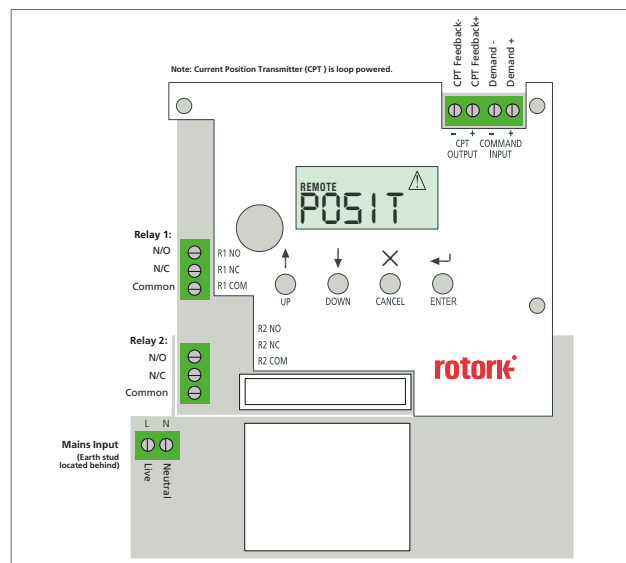 CPT Feedback-
CPT Feedback+
Demand -
Demand +
Note: Current Position Transmitter (CPT ) is loop powered.
– + – +
CPT OUTPUT
COMMAND INPUT
REMOTE
POSIT
Relay 1:
N/O
R1 NO
N/C
R1 NC
Common
R1 COM
UP
DOWN
CANCEL
ENTER
R2 NO
R2 NC
R2 COM
Relay 2:
N/O
N/C
Common
rotork
L N
Mains Input
(Earth stud
located behind)
Live
Neutral